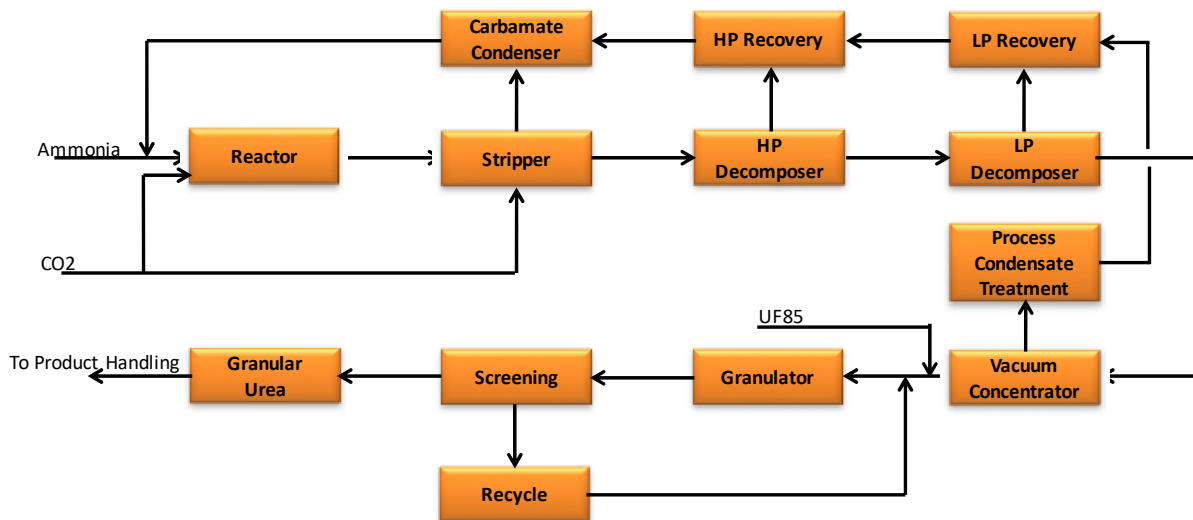 Carbamate
Condenser
HP Recovery
LP Recovery
Ammonia
Reactor
Stripper
HP
Decomposer
LP
Decomposer
CO2
Process
Condensate
Treatment
UF85
To Product Handling
Granular
Urea
Screening
Granulator
Vacuum
Concentrator
Recycle